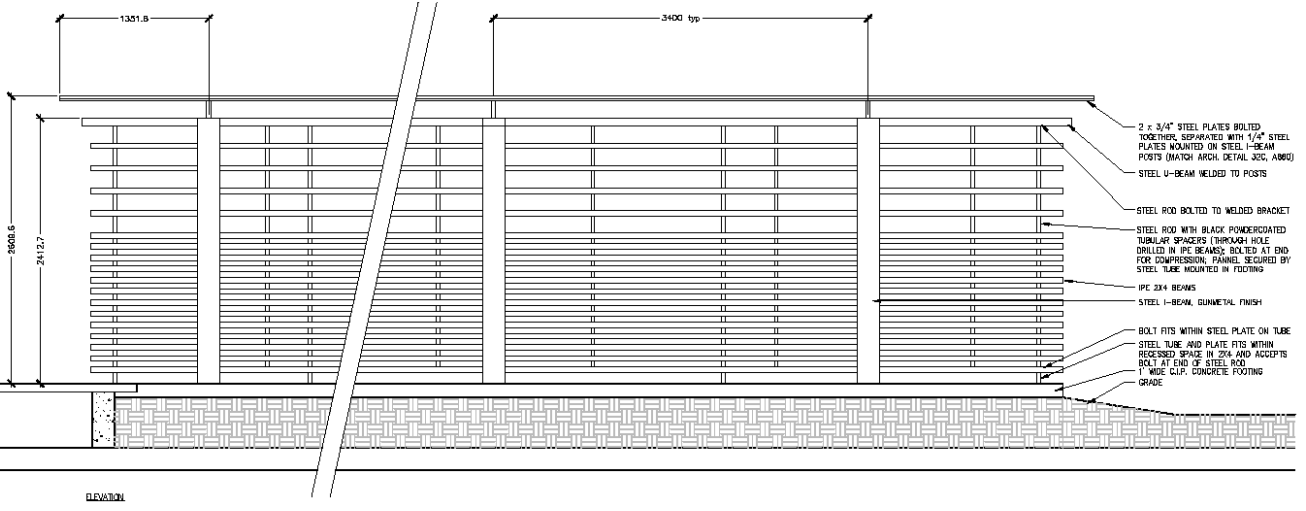 1351.8
3400 typ
2608.6
2412.7
2 x 3/4" STEEL PLATES BOLTED
TOGETHER, SEPARATED WITH 1/4" STEEL
PLATES MOUNTED ON STEEL I-BEAM
POSTS (MATCH ARCH. DETAIL
STEEL U-BEAM WELDED TO POSTS
STEEL ROD BOLTED TO WELDED BRACKET
STEEL ROD WITH BLACK POWDERCOATED
TUBULAR SPACERS (THROUGH HOLE
DRILLED IN IPE BEAMS); BOLTED AT END
FOR COMPRESSION; PANNEL SECURED BY
STEEL TUBE MOUNTED IN FOOTING
IPE 2X4 BEAMS
STEEL I-BEAM, GUNMETAL FINISH
BOLT FITS WITHIN STEEL PLATE ON TUBE
STEEL TUBE AND PLATE FITS WITHIN
RECESSED SPACE IN 2X4 AND ACCEPTS
BOLT AT END OF STEEL ROD
1' WIDE C.I.P. CONCRETE FOOTING
GRADE
ELEVATION